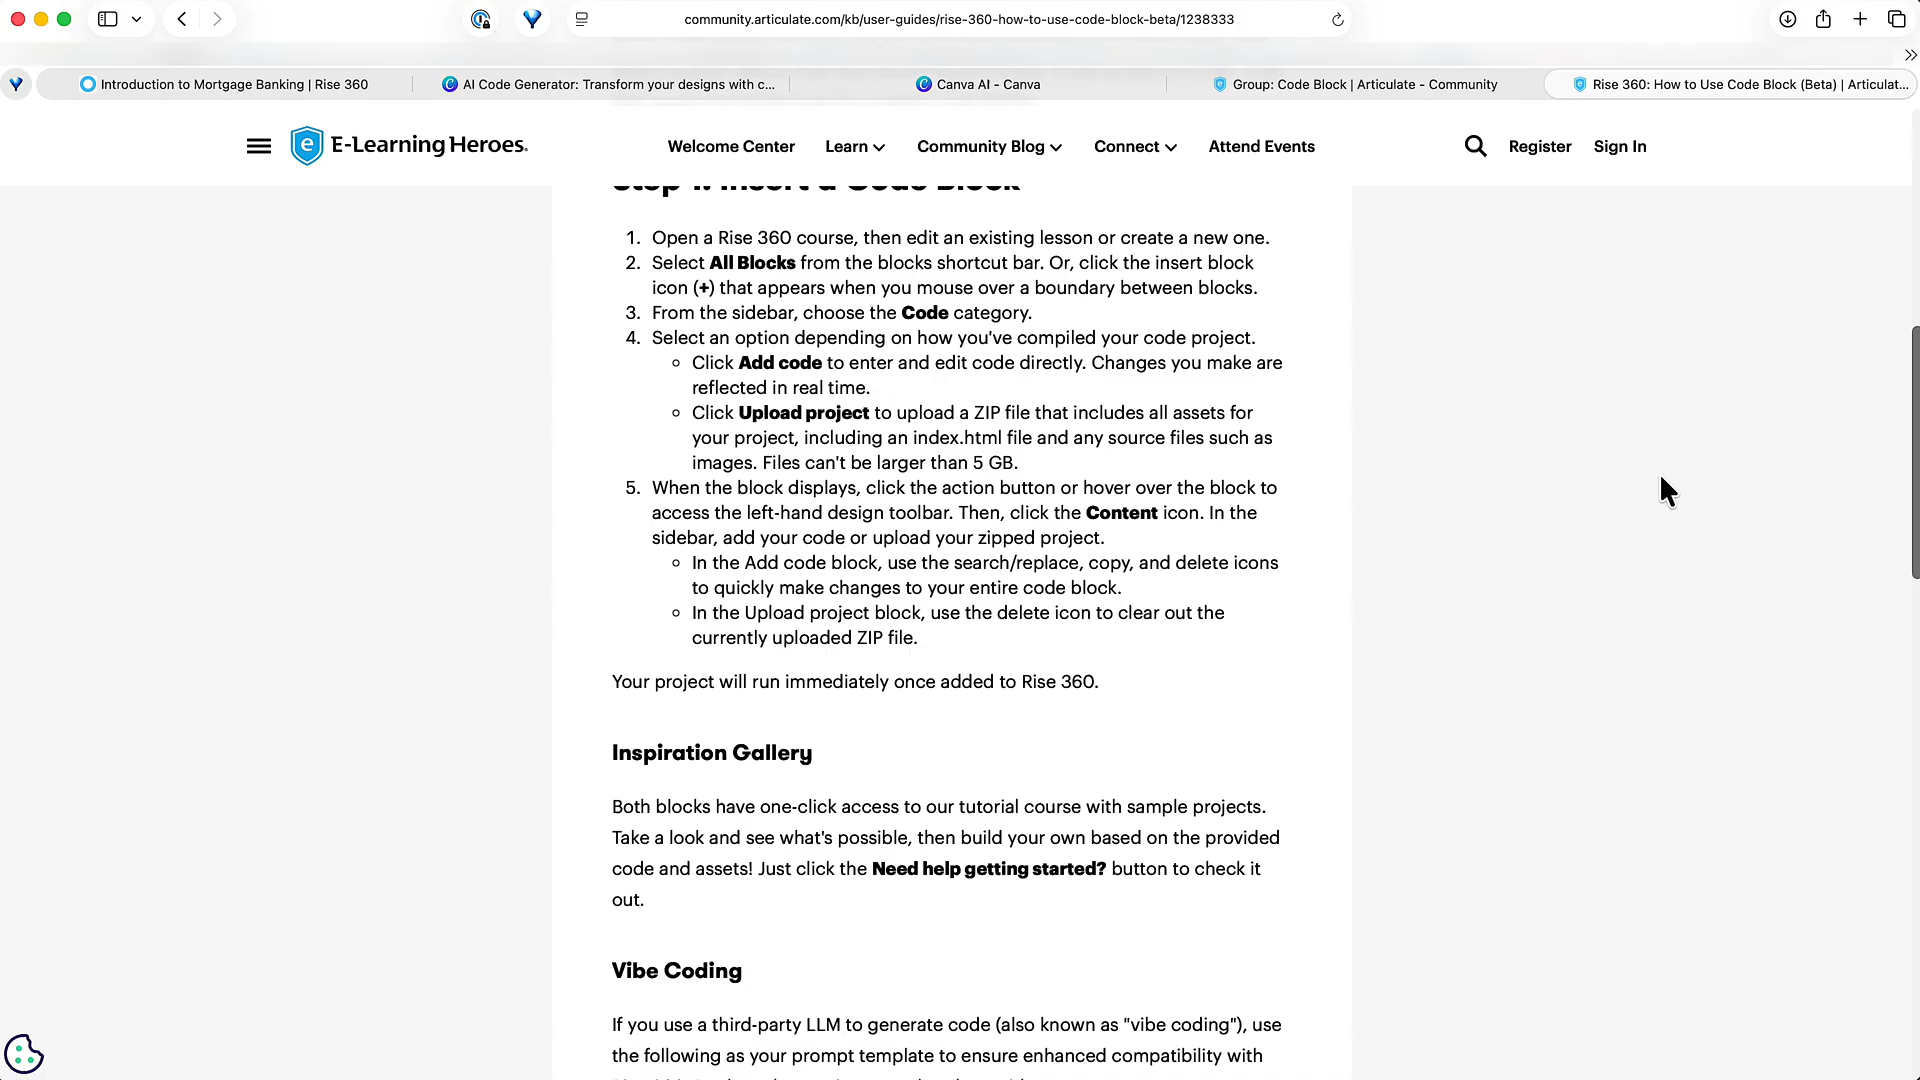 community.articulate.com/kb/user-guides/rise-360-how-to-use-code-block-beta/1238333
Introduction to Mortgage Banking | Rise 360
AI Code Generator: Transform your designs with c...
Canva AI - Canva
Group: Code Block | Articulate - Community
Rise 360: How to Use Code Block (Beta) | Articulat...
E-Learning Heroes.
Welcome Center
Learn
Community Blog
Connect
Attend Events
Register
Sign In
Step 1: Insert a Code Block
1. Open a Rise 360 course, then edit an existing lesson or create a new one.
2. Select All Blocks from the blocks shortcut bar. Or, click the insert block
icon (+) that appears when you mouse over a boundary between blocks.
3. From the sidebar, choose the Code category.
4. Select an option depending on how you've compiled your code project.
Click Add code to enter and edit code directly. Changes you make are
reflected in real time.
Click Upload project to upload a ZIP file that includes all assets for
your project, including an index.html file and any source files such as
images. Files can't be larger than 5 GB.
5. When the block displays, click the action button or hover over the block to
access the left-hand design toolbar. Then, click the Content icon. In the
sidebar, add your code or upload your zipped project.
In the Add code block, use the search/replace, copy, and delete icons
to quickly make changes to your entire code block.
In the Upload project block, use the delete icon to clear out the
currently uploaded ZIP file.
Your project will run immediately once added to Rise 360.
Inspiration Gallery
Both blocks have one-click access to our tutorial course with sample projects.
Take a look and see what's possible, then build your own based on the provided
code and assets! Just click the Need help getting started? button to check it
out.
Vibe Coding
If you use a third-party LLM to generate code (also known as "vibe coding"), use
the following as your prompt template to ensure enhanced compatibility with